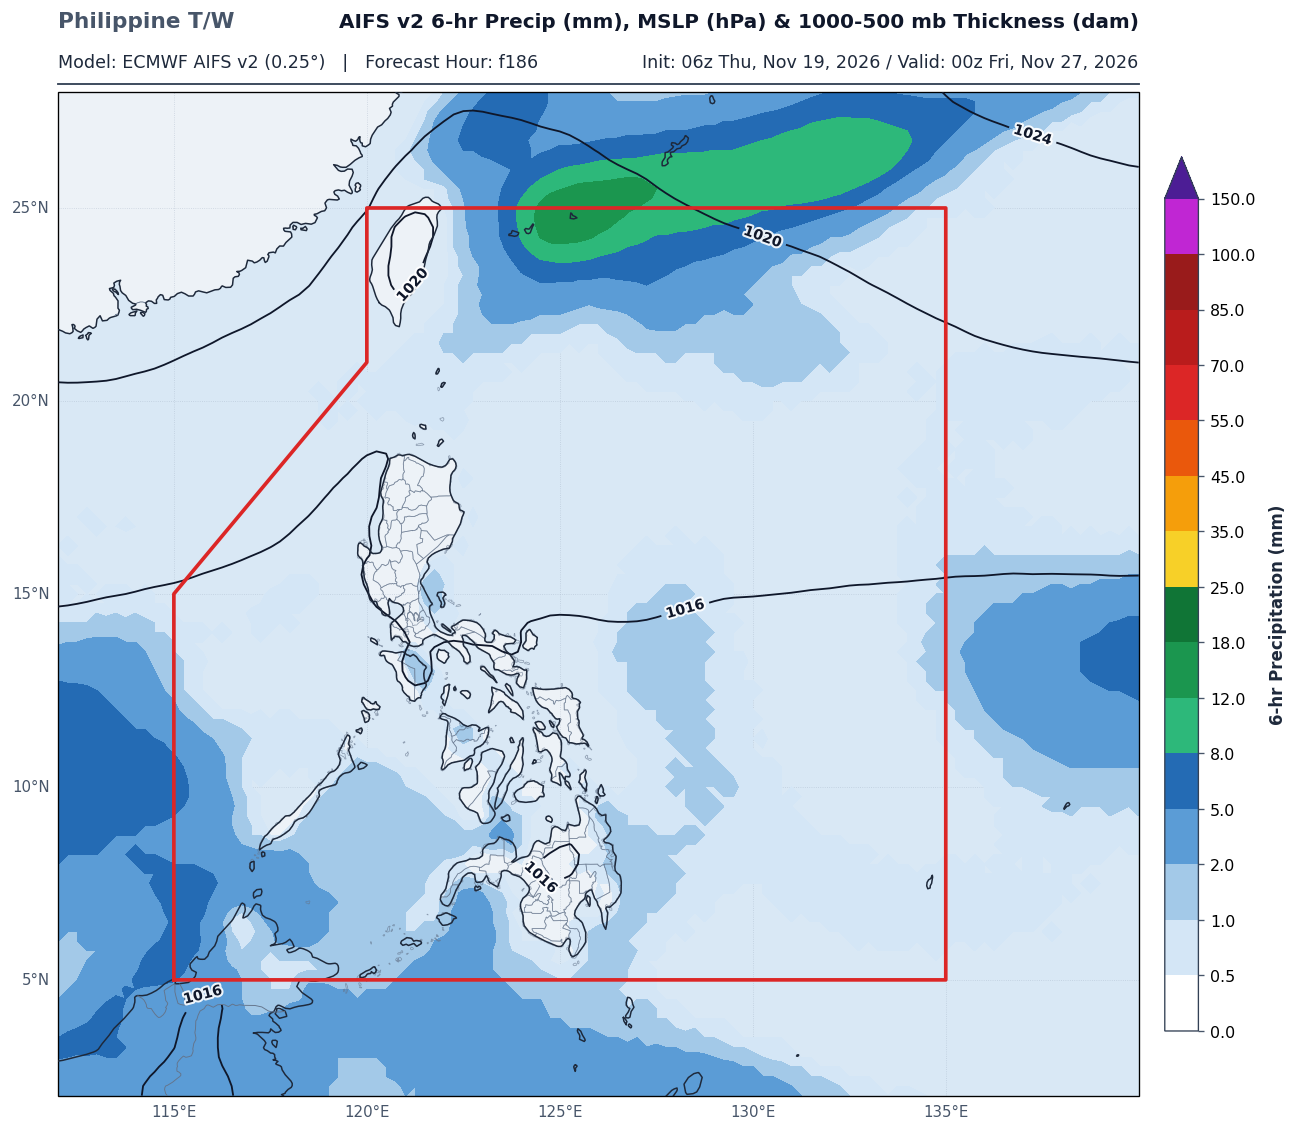 Philippine T/W
AIFS v2 6-hr Precip (mm), MSLP (hPa) & 1000-500 mb Thickness (dam)
Model: ECMWF AIFS v2 (0.25°)   |   Forecast Hour: f186
Init: 06z Thu, Nov 19, 2026 / Valid: 00z Fri, Nov 27, 2026
1024
1020
1020
1016
1016
1016
25°N
20°N
15°N
10°N
5°N
115°E
120°E
125°E
130°E
135°E
150.0
100.0
85.0
70.0
55.0
45.0
35.0
25.0
18.0
12.0
8.0
5.0
2.0
1.0
0.5
0.0
6-hr Precipitation (mm)